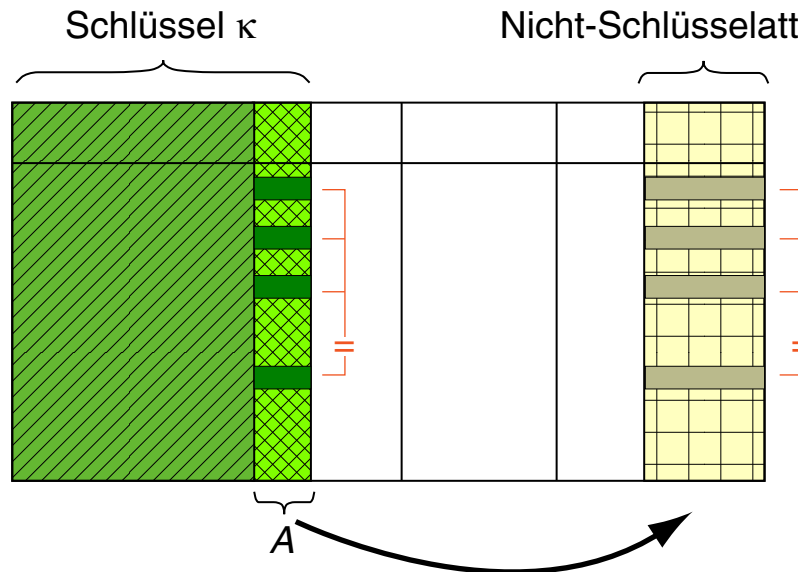 Schlüssel κ
Nicht-Schlüsselatt
=
=
A